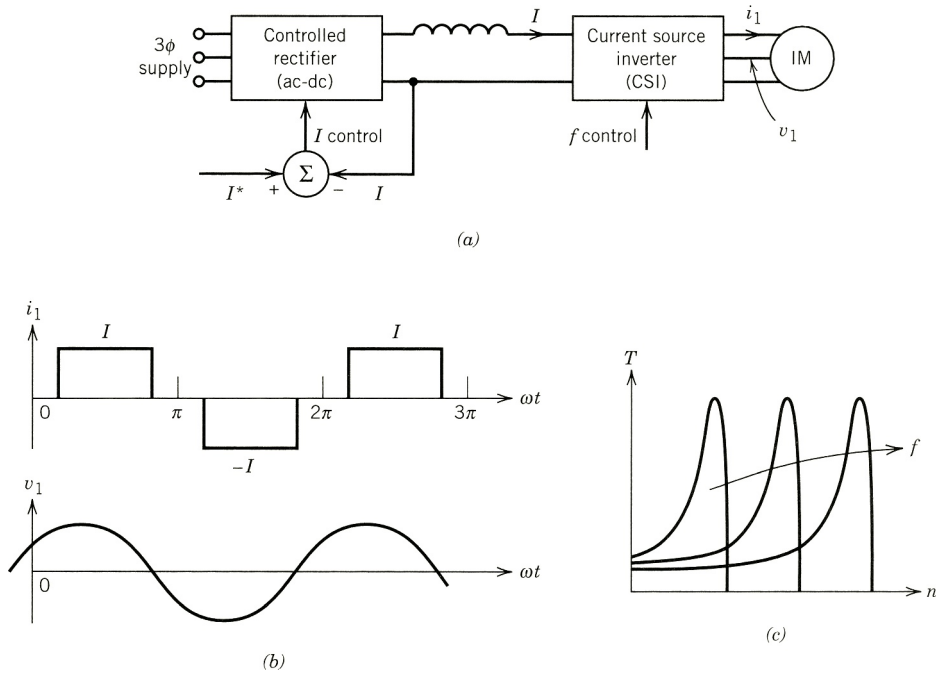 3ϕ
supply
Controlled
rectifier
(ac-dc)
I
Current source
inverter
(CSI)
i₁
IM
v₁
I control
f control
Σ
I* + − I
(a)
i₁
I I
0 π 2π 3π ωt
−I
v₁
0 ωt
(b)
T
f
n
(c)